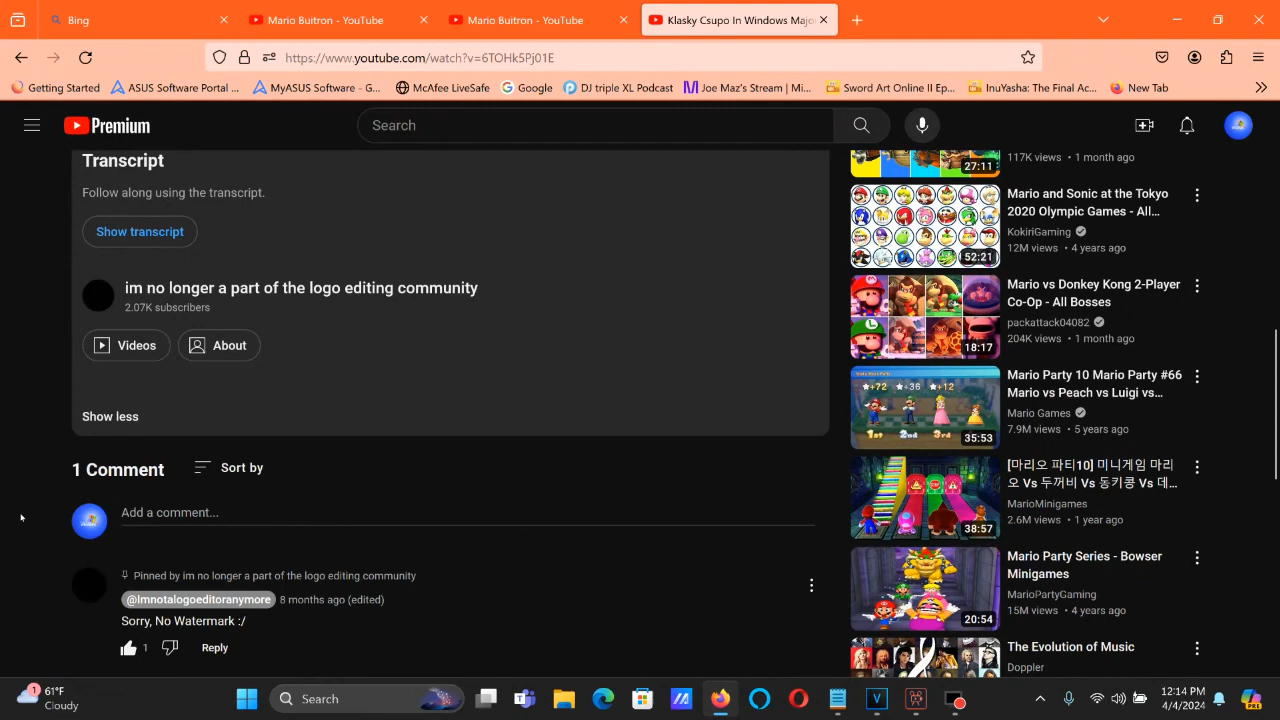 Bing
Mario Buitron - YouTube
Mario Buitron - YouTube
Klasky Csupo In Windows Majo
https://www.youtube.com/watch?v=6TOHk5Pj01E
Getting Started
ASUS Software Portal ...
MyASUS Software - G...
McAfee LiveSafe
Google
DJ triple XL Podcast
Joe Maz's Stream | Mi...
Sword Art Online II Ep...
InuYasha: The Final Ac...
New Tab
Premium
Search
Transcript
Follow along using the transcript.
Show transcript
im no longer a part of the logo editing community
2.07K subscribers
Videos
About
Show less
1 Comment
Sort by
Add a comment...
Pinned by im no longer a part of the logo editing community
@Imnotalogoeditoranymore 8 months ago (edited)
Sorry, No Watermark :/
1
Reply
27:11
117K views • 1 month ago
52:21
Mario and Sonic at the Tokyo
2020 Olympic Games - All...
KokiriGaming
12M views • 4 years ago
18:17
Mario vs Donkey Kong 2-Player
Co-Op - All Bosses
packattack04082
204K views • 1 month ago
★+72 ★+36 ★+12
1st 2nd 3rd 4th
35:53
Mario Party 10 Mario Party #66
Mario vs Peach vs Luigi vs...
Mario Games
7.9M views • 5 years ago
38:57
[마리오 파티10] 미니게임 마리
오 Vs 두꺼비 Vs 동키콩 Vs 데...
MarioMinigames
2.6M views • 1 year ago
20:54
Mario Party Series - Bowser
Minigames
MarioPartyGaming
15M views • 4 years ago
The Evolution of Music
Doppler
1
61°F
Cloudy
Search
12:14 PM
4/4/2024
PRE